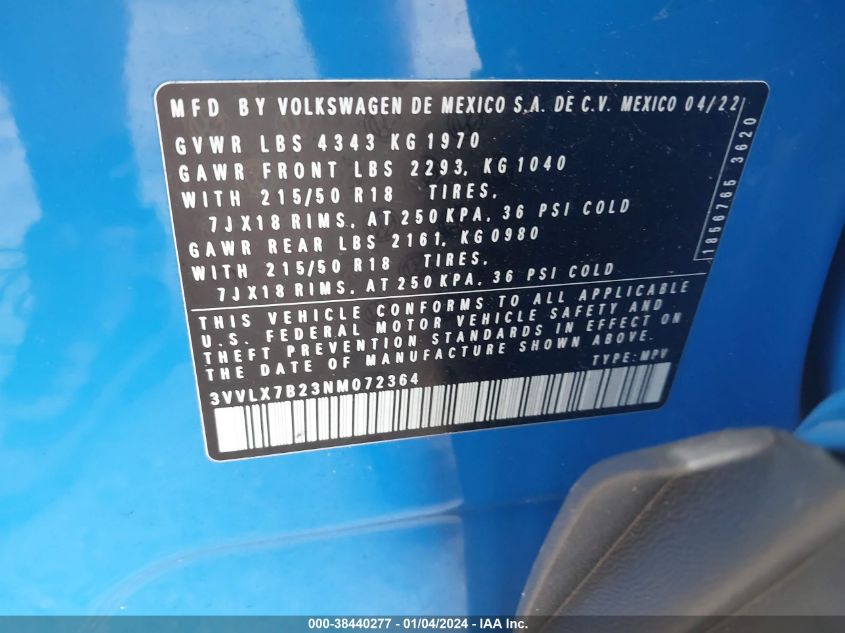 MFD BY VOLKSWAGEN DE MEXICO S.A. DE C.V. MEXICO 04/22
GVWR LBS 4343 KG 1970
GAWR FRONT LBS 2293, KG 1040
WITH 215/50 R18 TIRES,
7JX18 RIMS, AT 250 KPA, 36 PSI COLD
GAWR REAR LBS 2161, KG 0980
WITH 215/50 R18 TIRES,
7JX18 RIMS, AT 250 KPA, 36 PSI COLD
1856765 3620
THIS VEHICLE CONFORMS TO ALL APPLICABLE
U.S. FEDERAL MOTOR VEHICLE SAFETY AND
THEFT PREVENTION STANDARDS IN EFFECT ON
THE DATE OF MANUFACTURE SHOWN ABOVE.
TYPE: MPV
3VVLX7B23NM072364
000-38440277 - 01/04/2024 - IAA Inc.